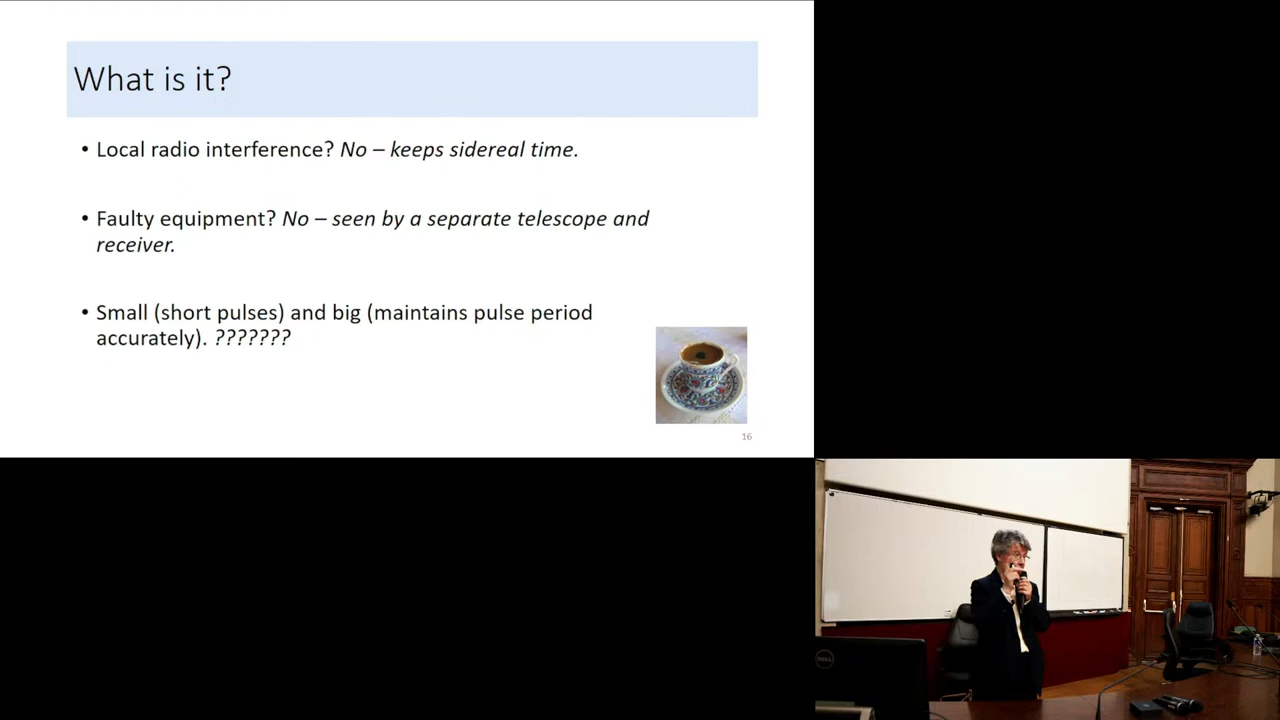 What is it?
• Local radio interference? No – keeps sidereal time.
• Faulty equipment? No – seen by a separate telescope and
receiver.
• Small (short pulses) and big (maintains pulse period
accurately). ???????
16
DELL